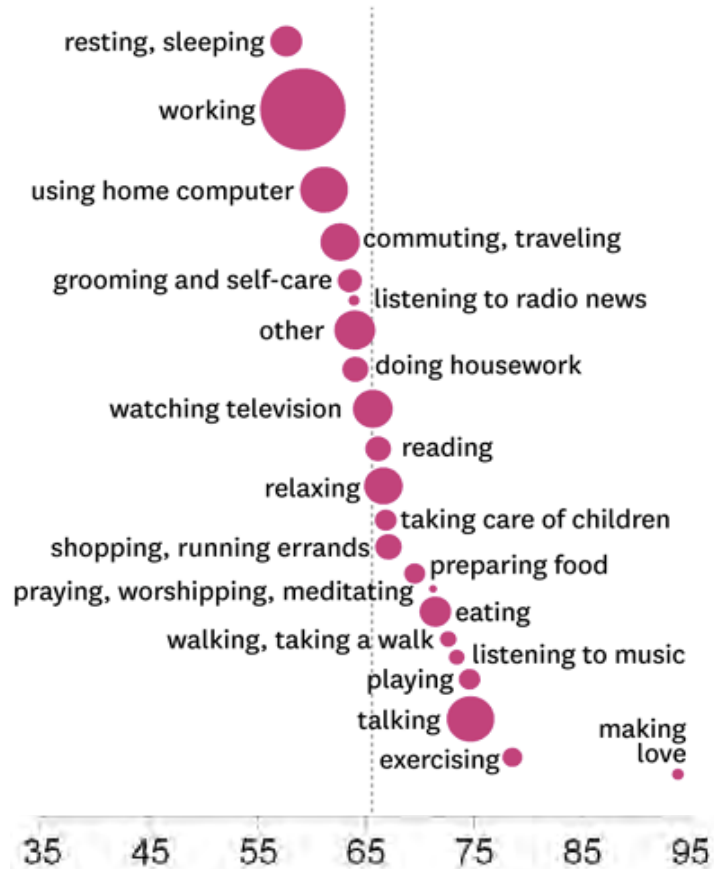 resting, sleeping
working
using home computer
commuting, traveling
grooming and self-care
listening to radio news
other
doing housework
watching television
reading
relaxing
taking care of children
shopping, running errands
preparing food
praying, worshipping, meditating
eating
walking, taking a walk
listening to music
playing
talking
making
love
exercising
35 45 55 65 75 85 95